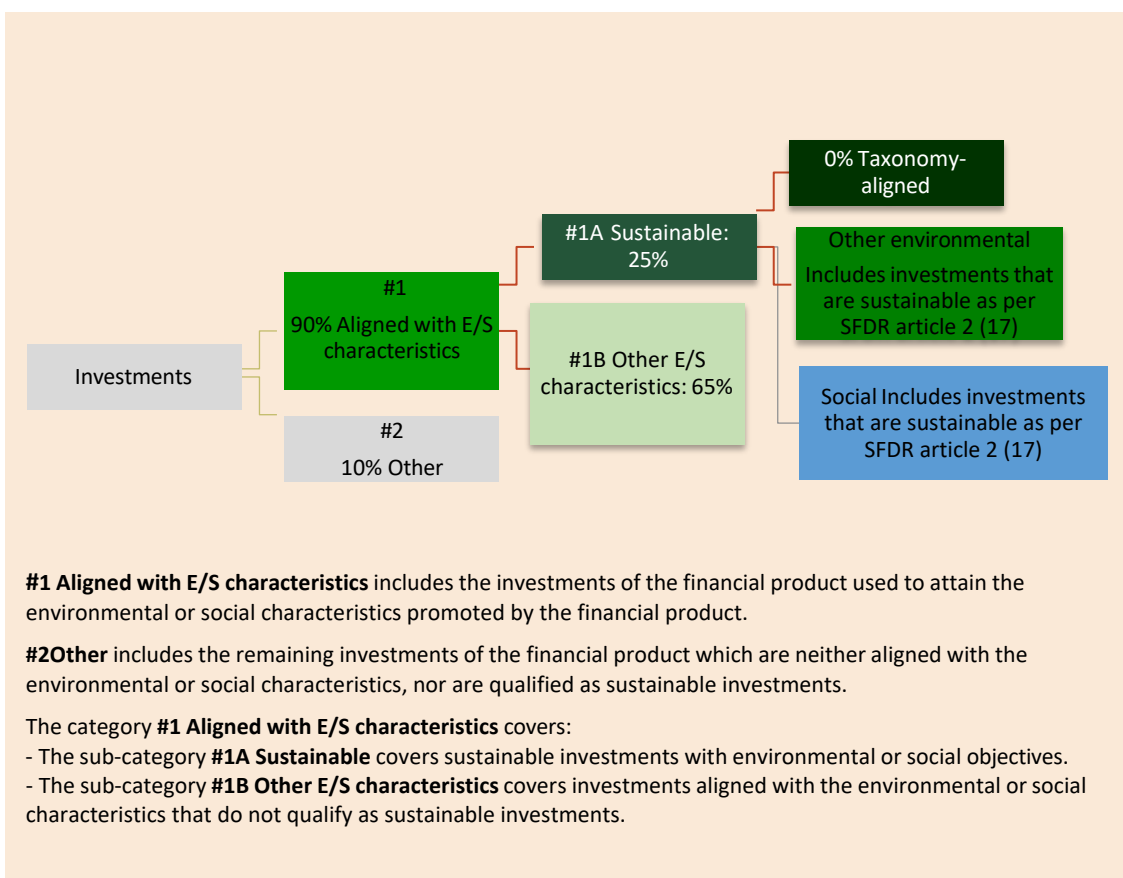 0% Taxonomy-
aligned
#1A Sustainable:
25%
Other environmental
Includes investments that
are sustainable as per
SFDR article 2 (17)
#1
90% Aligned with E/S
characteristics
#1B Other E/S
characteristics: 65%
Investments
Social Includes investments
that are sustainable as per
SFDR article 2 (17)
#2
10% Other
#1 Aligned with E/S characteristics includes the investments of the financial product used to attain the
environmental or social characteristics promoted by the financial product.
#2Other includes the remaining investments of the financial product which are neither aligned with the
environmental or social characteristics, nor are qualified as sustainable investments.
The category #1 Aligned with E/S characteristics covers:
- The sub-category #1A Sustainable covers sustainable investments with environmental or social objectives.
- The sub-category #1B Other E/S characteristics covers investments aligned with the environmental or social
characteristics that do not qualify as sustainable investments.